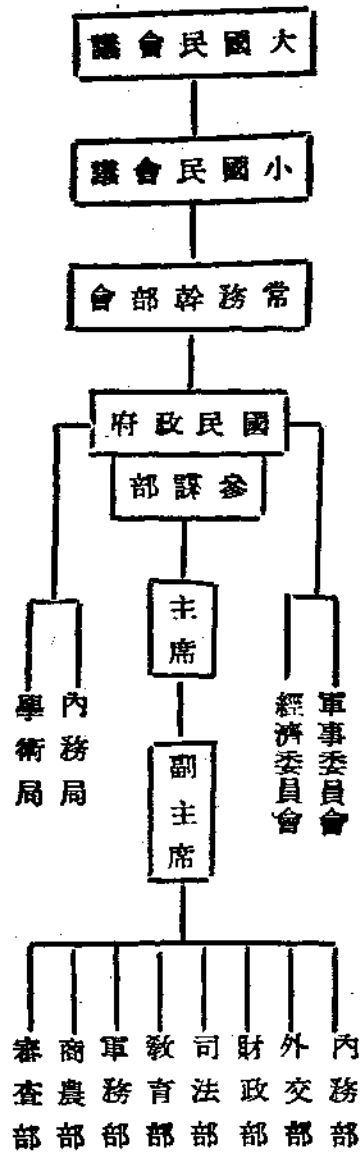 大國民會議
小國民會議
常務幹部會
國民政府
參謀部
主席
副主席
軍事委員會
經濟委員會
內務局
學術局
內務部
外交部
財政部
司法部
教育部
軍務部
商農部
審查部